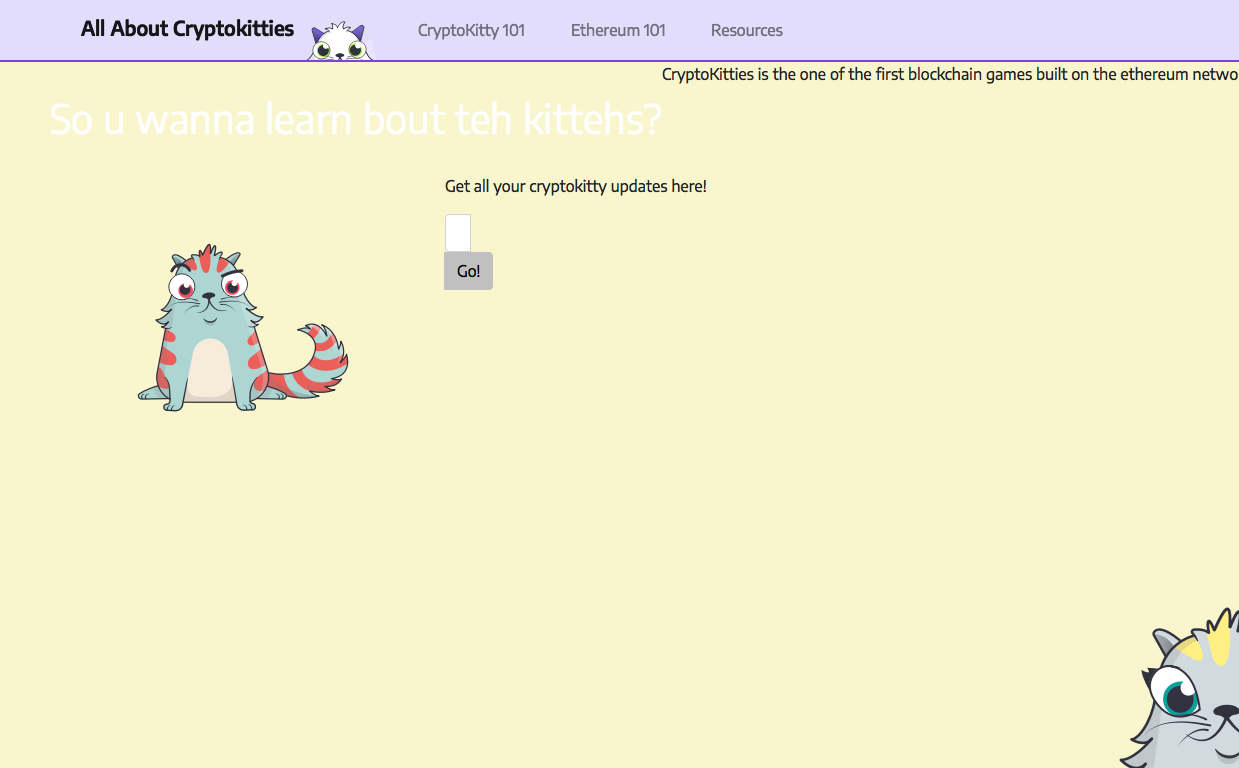 All About Cryptokitties
CryptoKitty 101
Ethereum 101
Resources
CryptoKitties is the one of the first blockchain games built on the ethereum netwo
So u wanna learn bout teh kittehs?
Get all your cryptokitty updates here!
Go!